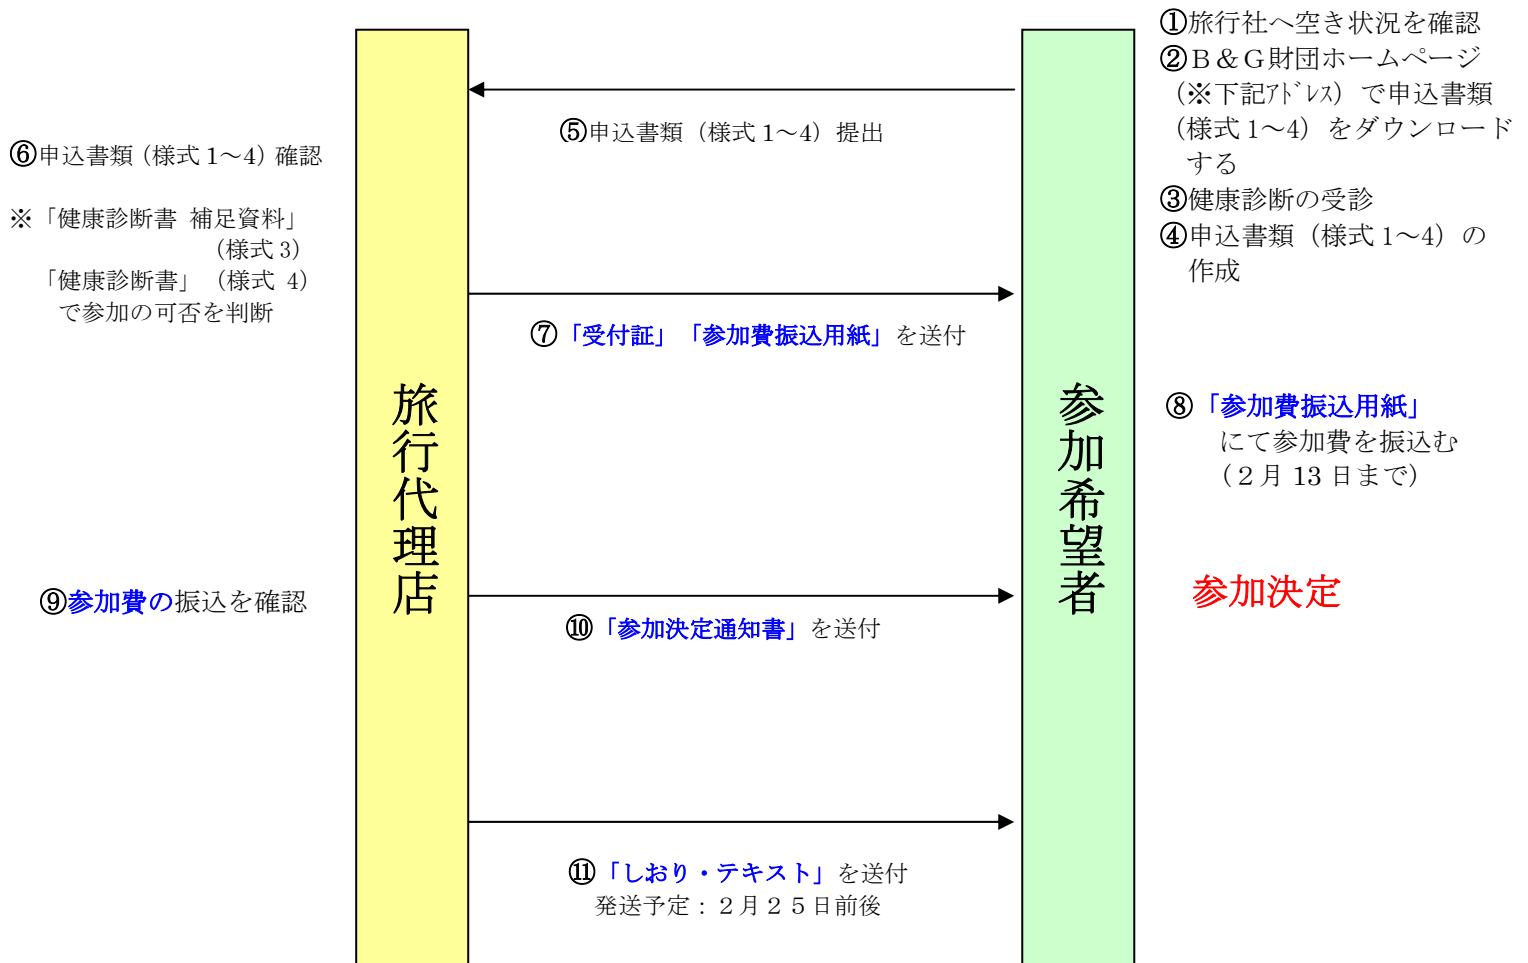 ①旅行社へ空き状況を確認
②B＆G財団ホームページ
（※下記ｱﾄﾞﾚｽ）で申込書類
（様式1～4）をダウンロード
する
③健康診断の受診
④申込書類（様式1～4）の
作成
⑤申込書類（様式1～4）提出
⑥申込書類（様式1～4）確認
※「健康診断書 補足資料」
（様式3）
「健康診断書」（様式 4）
で参加の可否を判断
⑦「受付証」「参加費振込用紙」を送付
旅行代理店
参加希望者
⑧「参加費振込用紙」
にて参加費を振込む
（２月13日まで）
⑨参加費の振込を確認
⑩「参加決定通知書」を送付
参加決定
⑪「しおり・テキスト」を送付
発送予定：２月２５日前後